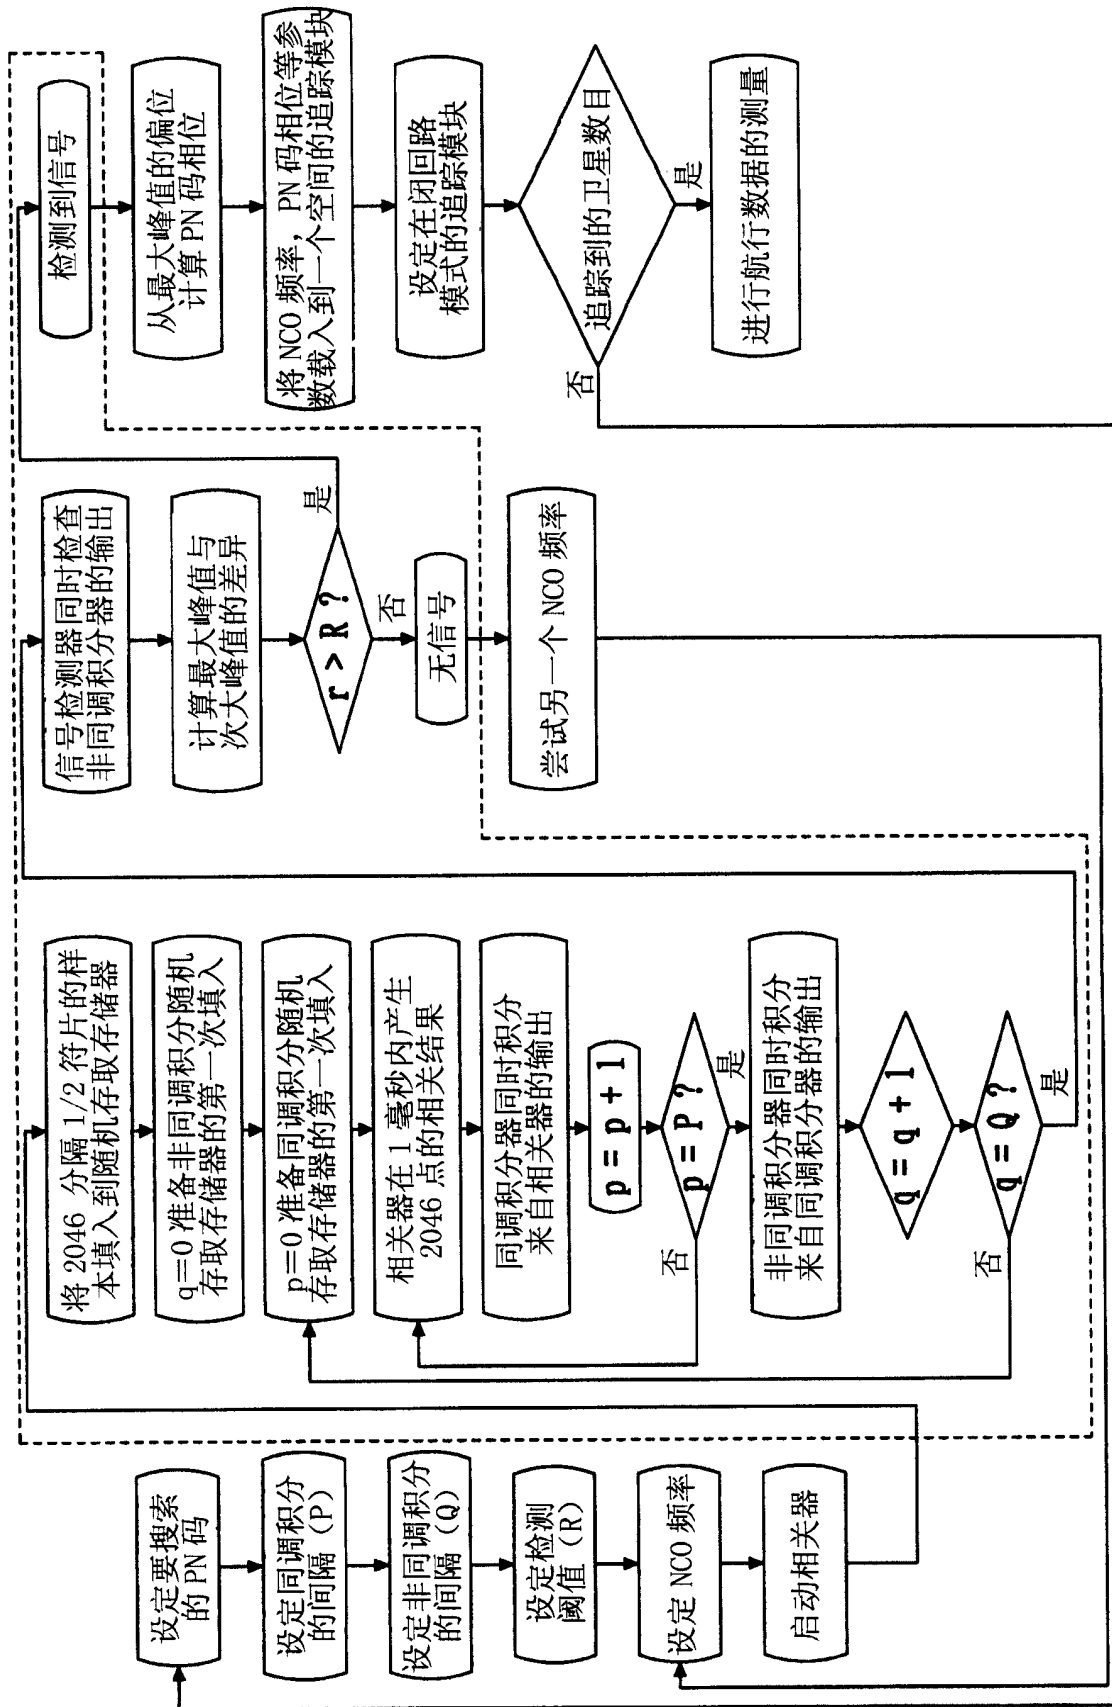 设定要搜索
的 PN 码
设定同调积分
的间隔 (P)
设定非同调积分
的间隔 (Q)
设定检测
阈值 (R)
设定 NCO 频率
启动相关器
将 2046 分隔 1/2 符片的样
本填入到随机存取存储器
q=0 准备非同调积分随机
存取存储器的第一次填入
p=0 准备同调积分随机
存取存储器的第一次填入
相关器在 1 毫秒内产生
2046 点的相关结果
同调积分器同时积分
来自相关器的输出
p = p + 1
p = P ?
否
是
非同调积分器同时积分
来自同调积分器的输出
q = q + 1
q = Q ?
否
是
信号检测器同时检查
非同调积分器的输出
计算最大峰值与
次大峰值的差异
r > R ?
是
否
无信号
尝试另一个 NCO 频率
检测到信号
从最大峰值的偏位
计算 PN 码相位
将 NCO 频率, PN 码相位等参
数载入到一个空间的追踪模块
设定在闭回路
模式的追踪模块
追踪到的卫星数目
否
是
进行航行数据的测量